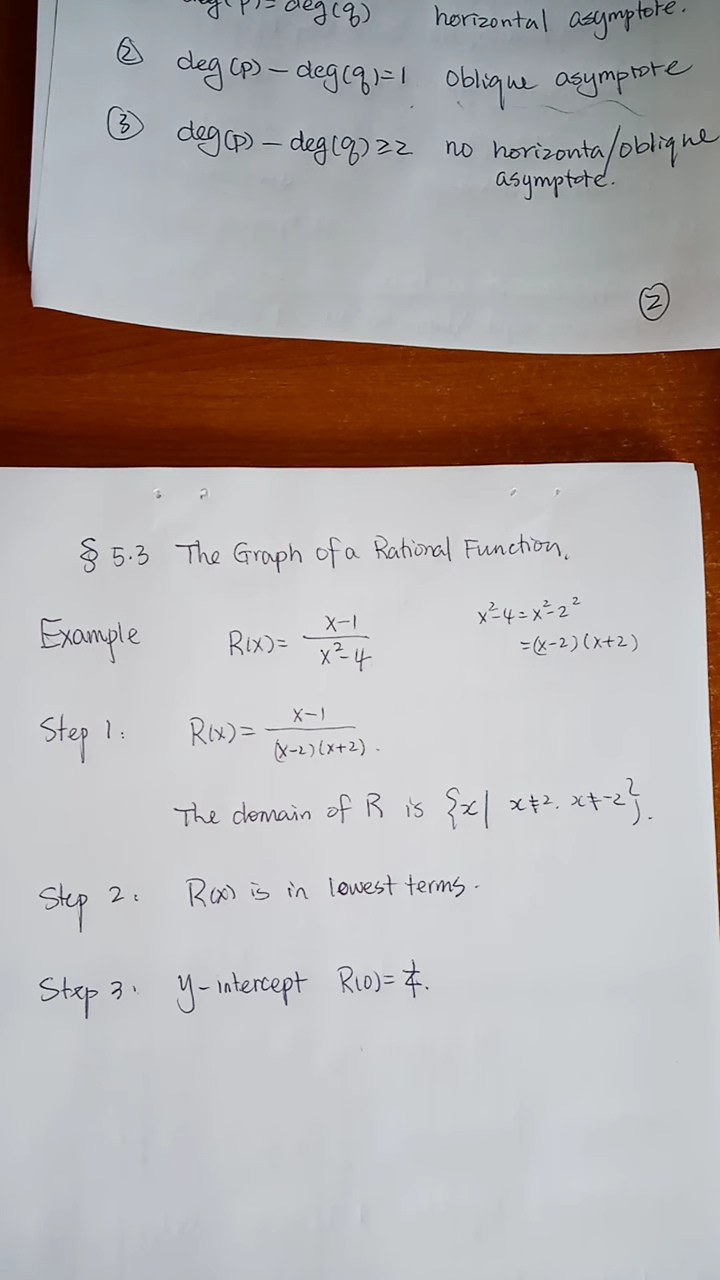 deg(p)=deg(q) horizontal asymptote.
② deg(p) - deg(q)=1 oblique asymptote
③ deg(p) - deg(q) ≥2 no horizontal/oblique
asymptote.
②
§ 5.3 The Graph of a Rational Function.
Example R(x)= (x-1)/(x²-4) x²-4=x²-2²
=(x-2)(x+2)
Step 1: R(x)= (x-1)/((x-2)(x+2)).
The domain of R is {x| x≠2. x≠-2}.
Step 2: R(x) is in lowest terms.
Step 3: y-intercept R(0)= 1/4.